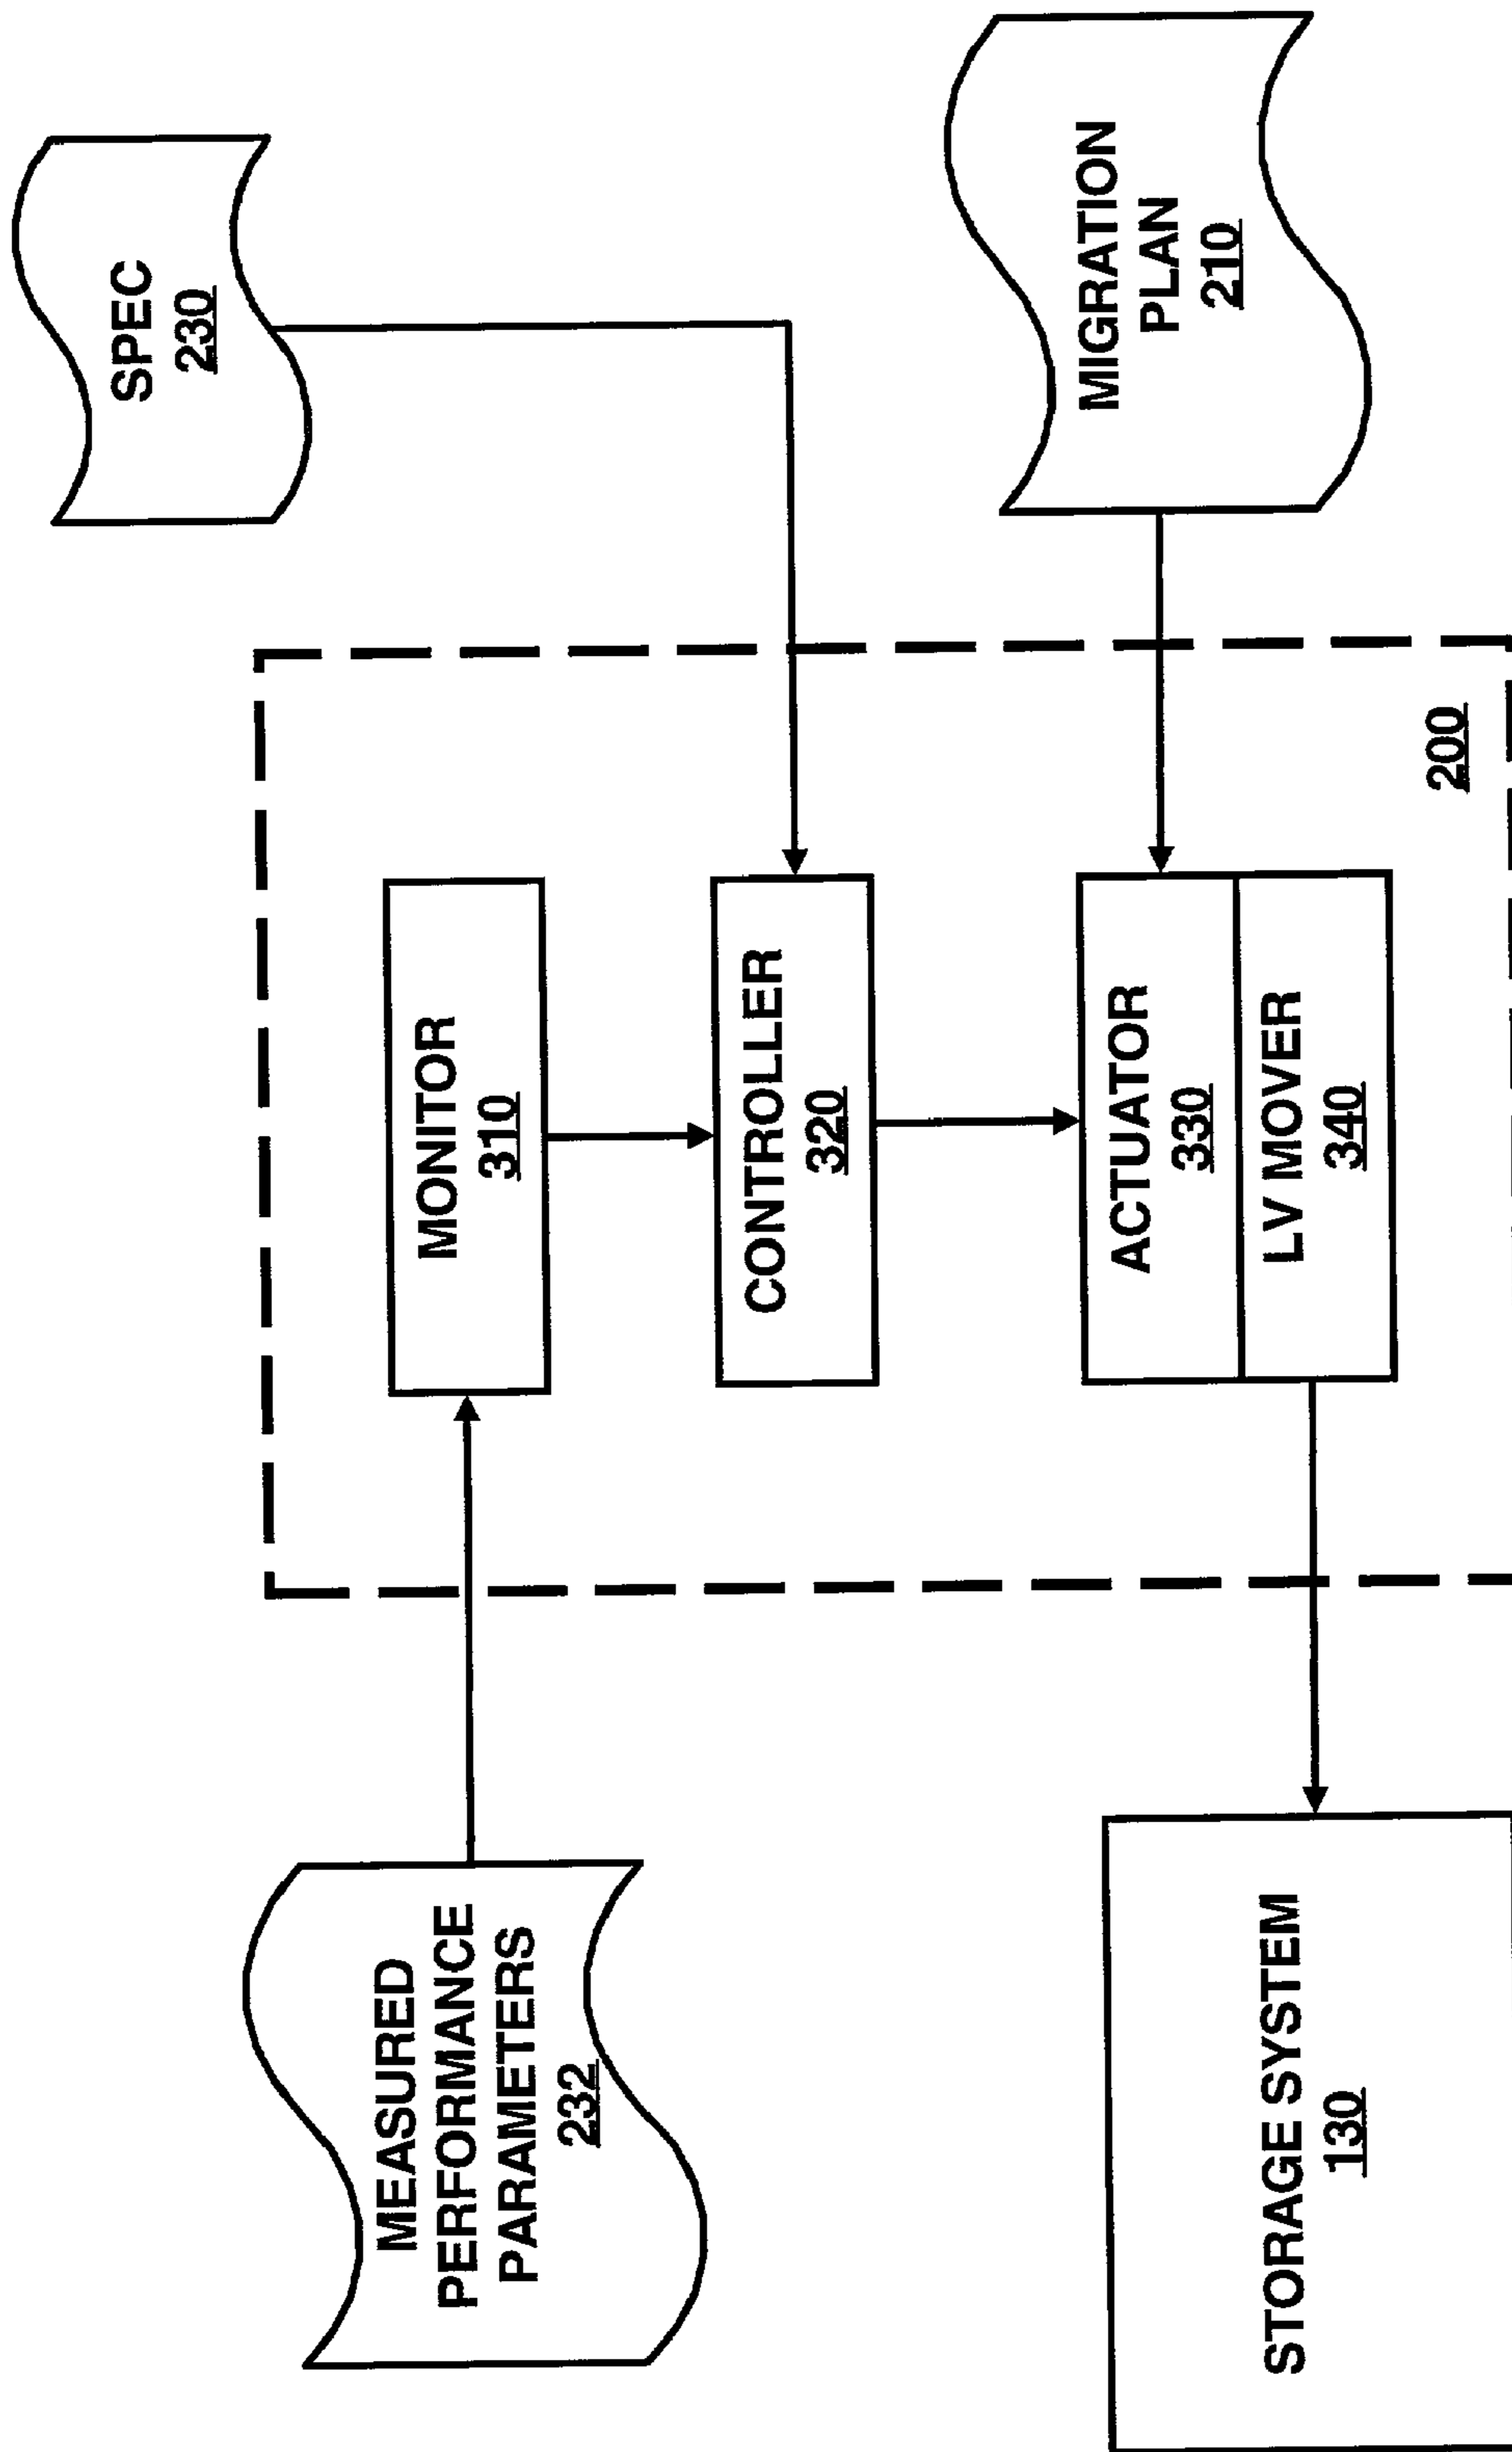 SPEC
230
MEASURED
PERFORMANCE
PARAMETERS
232
MONITOR
310
CONTROLLER
320
MIGRATION
PLAN
210
ACTUATOR
330
LV MOVER
340
STORAGE SYSTEM
130
200